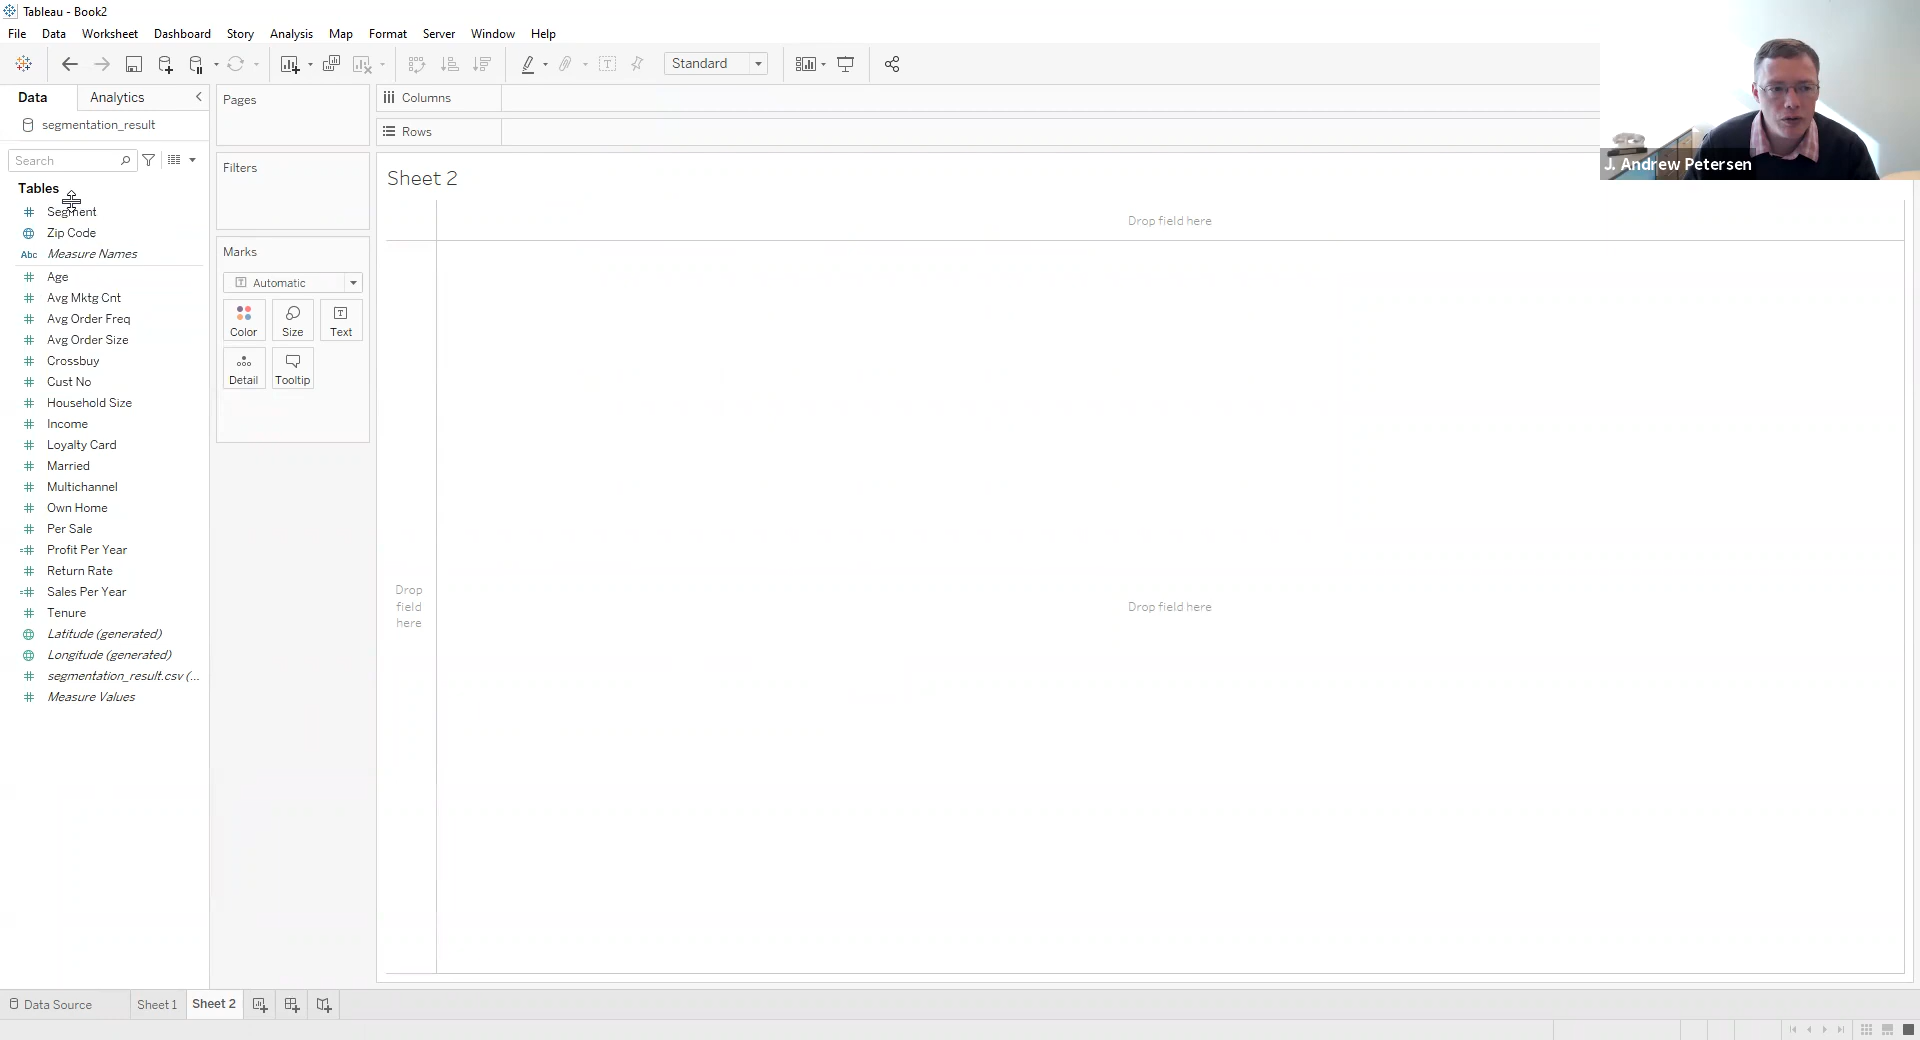 Tableau - Book2
File Data Worksheet Dashboard Story Analysis Map Format Server Window Help
Standard
Data Analytics
segmentation_result
Search
Tables
Segment
Zip Code
Abc Measure Names
Age
Avg Mktg Cnt
Avg Order Freq
Avg Order Size
Crossbuy
Cust No
Household Size
Income
Loyalty Card
Married
Multichannel
Own Home
Per Sale
Profit Per Year
Return Rate
Sales Per Year
Tenure
Latitude (generated)
Longitude (generated)
segmentation_result.csv (...
Measure Values
Pages
Filters
Marks
Automatic
Color Size Text
Detail Tooltip
Columns
Rows
Sheet 2
Drop field here
Drop
field
here
Drop field here
J. Andrew Petersen
Data Source Sheet 1 Sheet 2